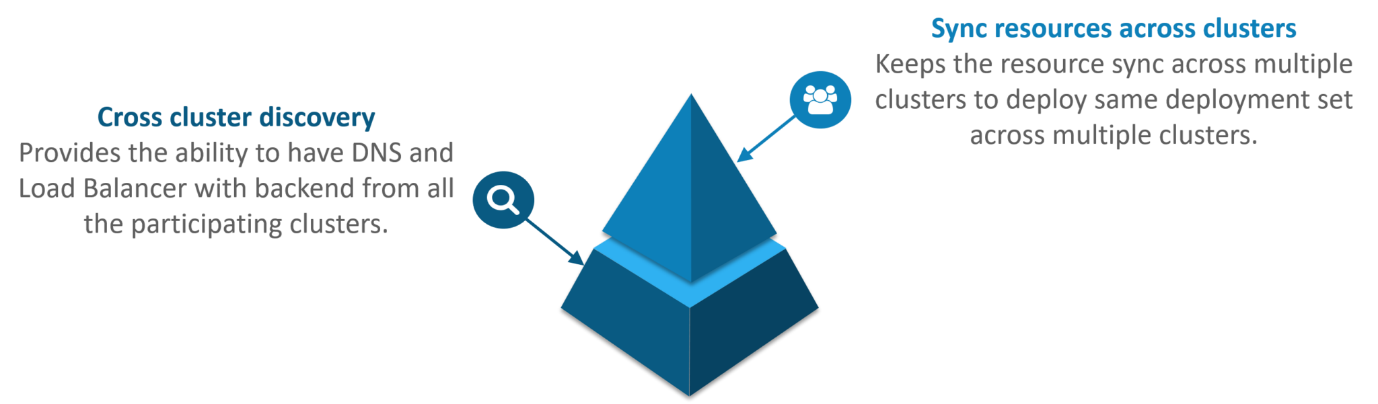 Cross cluster discovery
Provides the ability to have DNS and
Load Balancer with backend from all
the participating clusters.
Sync resources across clusters
Keeps the resource sync across multiple
clusters to deploy same deployment set
across multiple clusters.